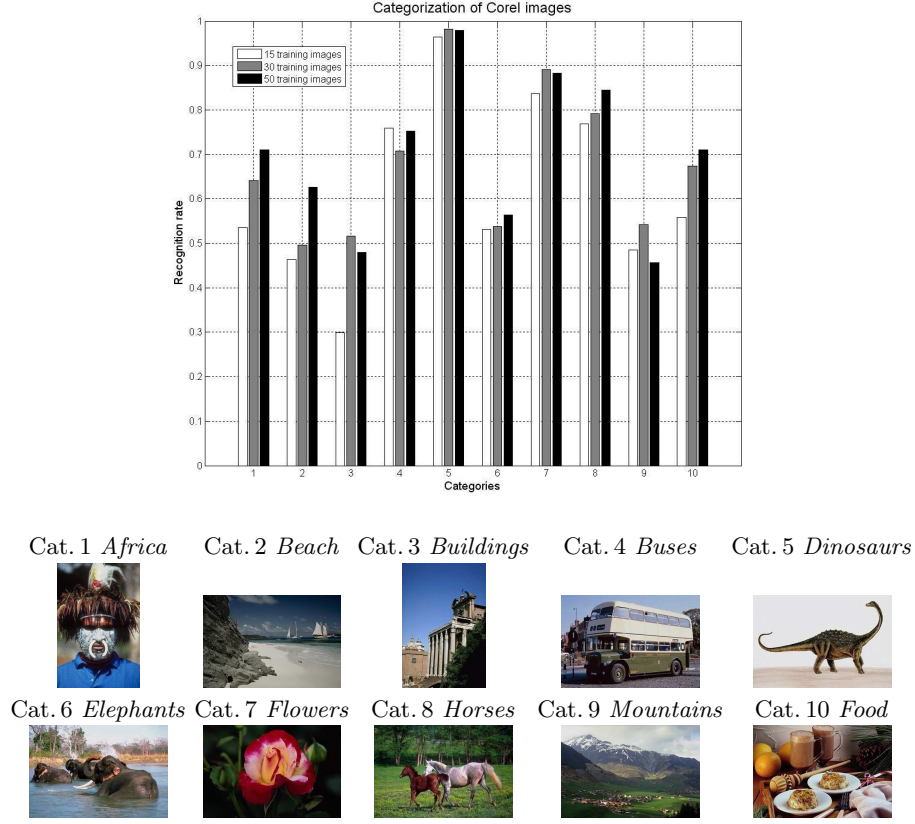 Categorization of Corel images
1
0.9
0.8
0.7
0.6
0.5
0.4
0.3
0.2
0.1
0
Recognition rate
15 training images
30 training images
50 training images
1 2 3 4 5 6 7 8 9 10
Categories
Cat. 1 Africa Cat. 2 Beach Cat. 3 Buildings Cat. 4 Buses Cat. 5 Dinosaurs
Cat. 6 Elephants Cat. 7 Flowers Cat. 8 Horses Cat. 9 Mountains Cat. 10 Food